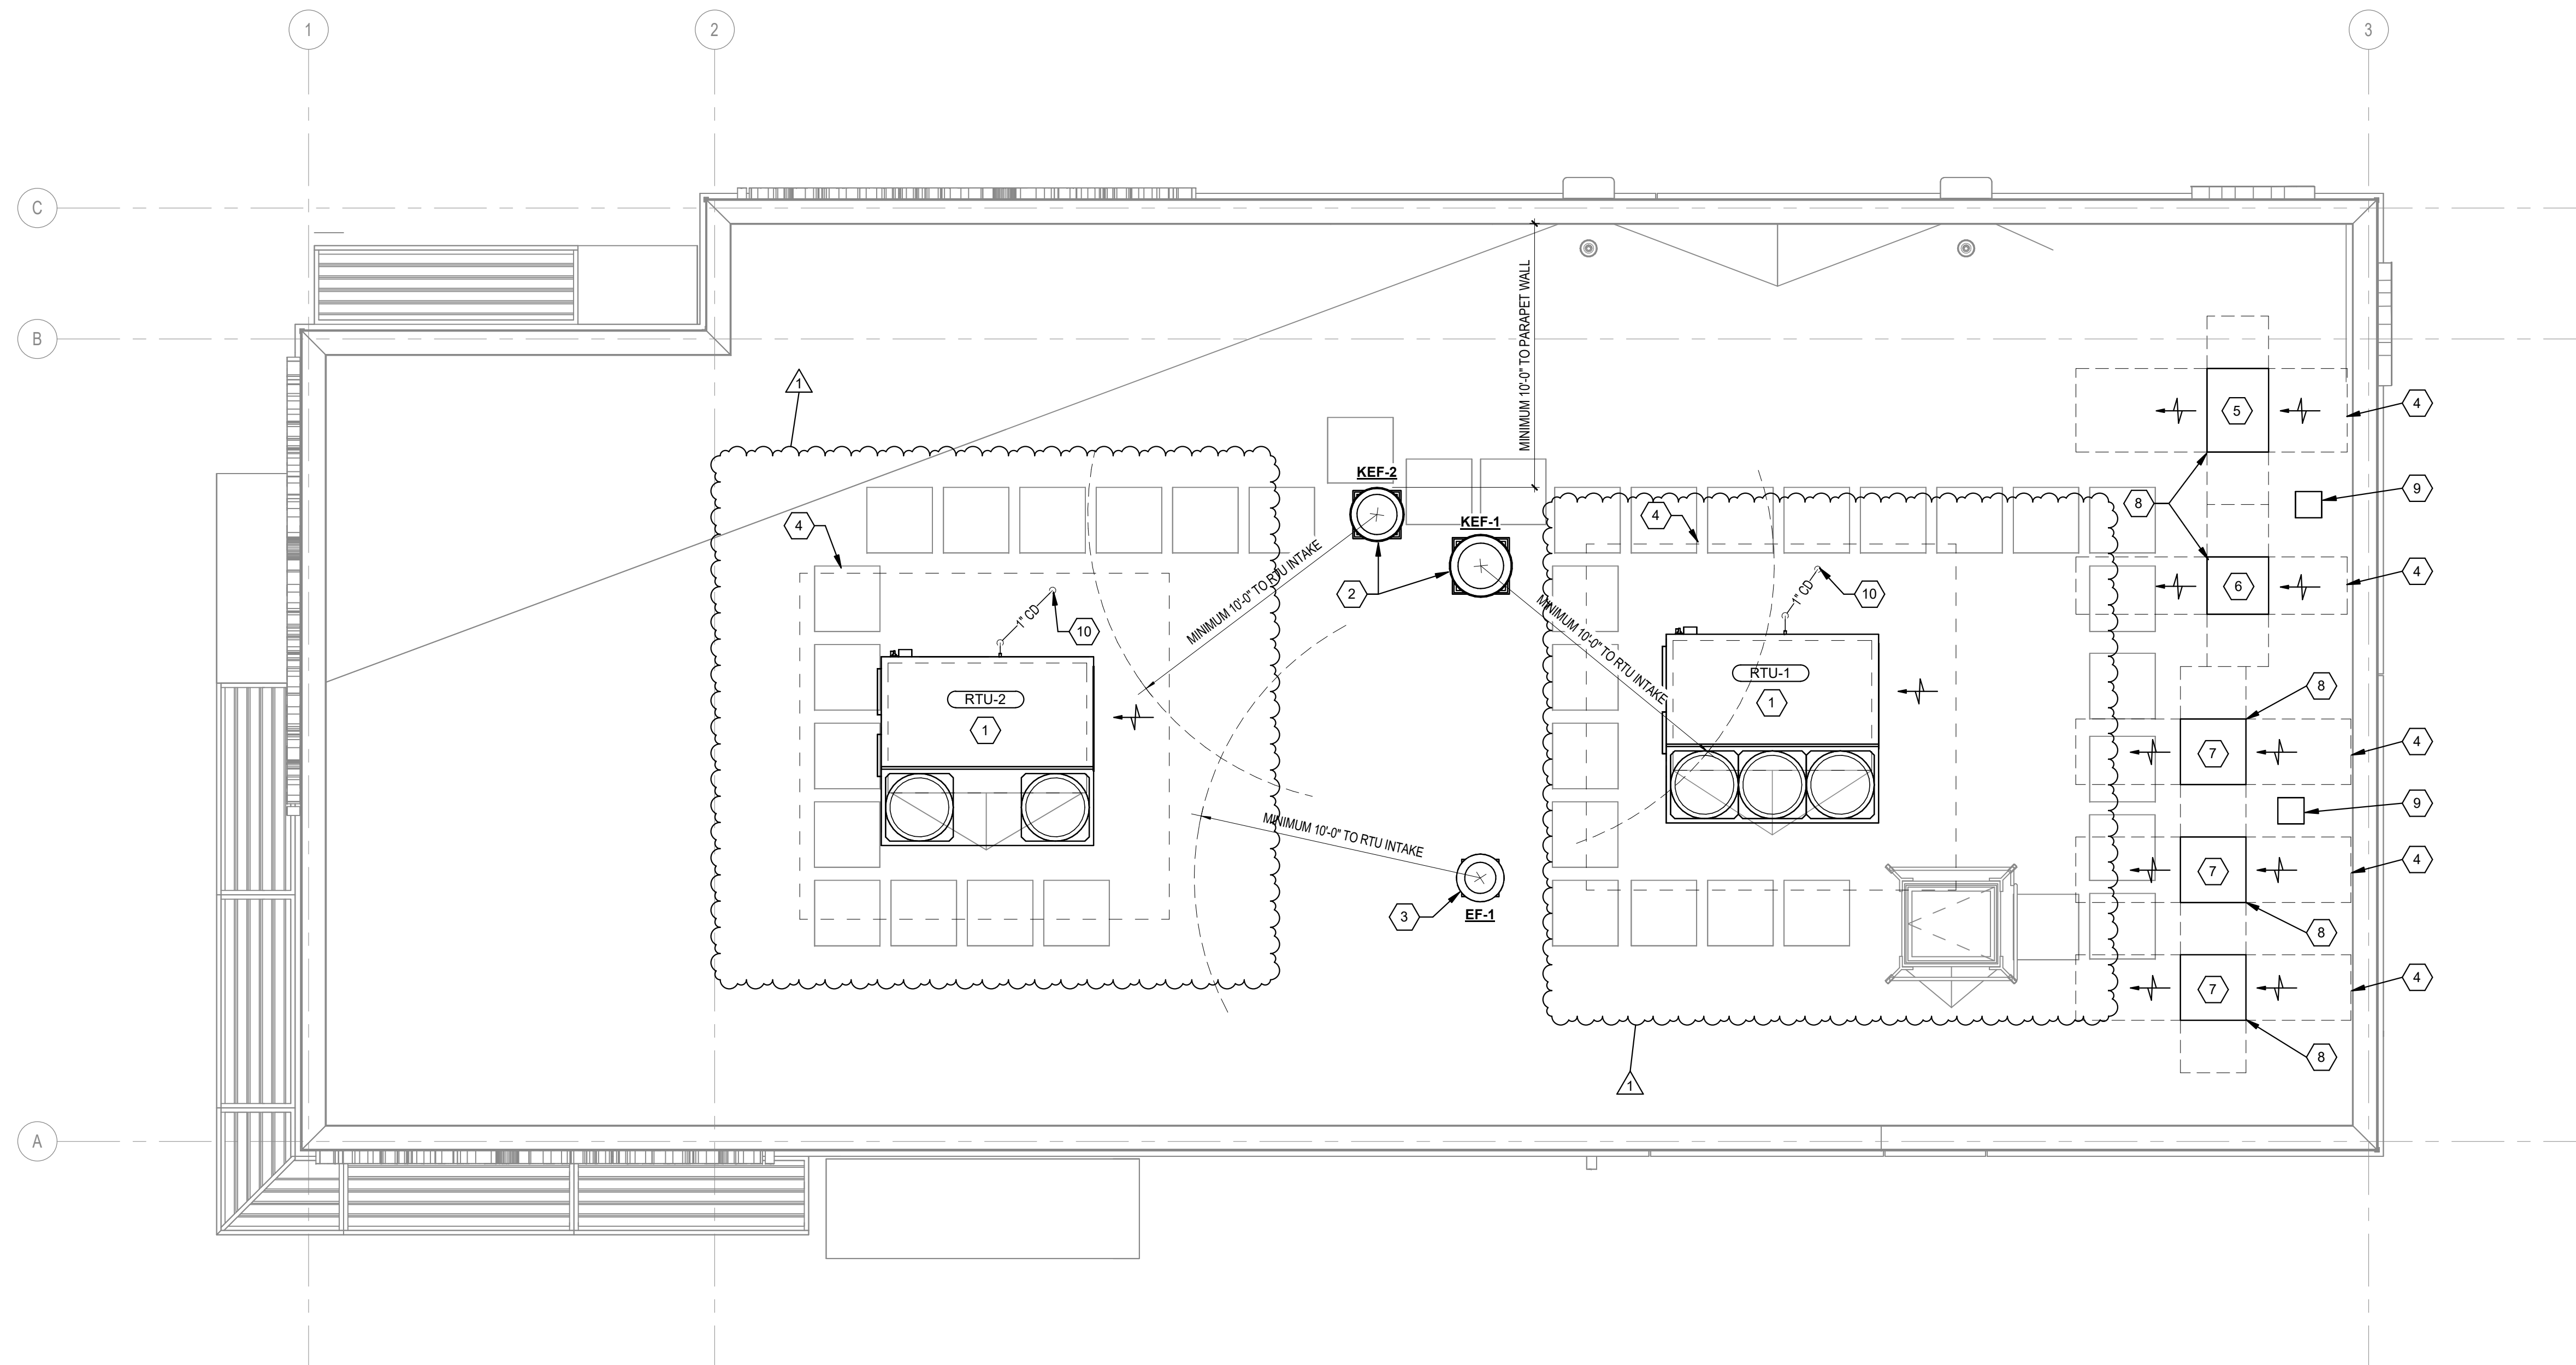 1
2
3
C
B
A
MINIMUM 10'-0" TO PARAPET WALL
1
5
4
KEF-2
9
8
4
4
KEF-1
MINIMUM 10'-0" TO RTU INTAKE
2
6
4
1" CD
10
1" CD
10
MINIMUM 10'-0" TO RTU INTAKE
RTU-2
1
RTU-1
1
8
7
4
9
MINIMUM 10'-0" TO RTU INTAKE
7
4
3
EF-1
8
7
4
8
1